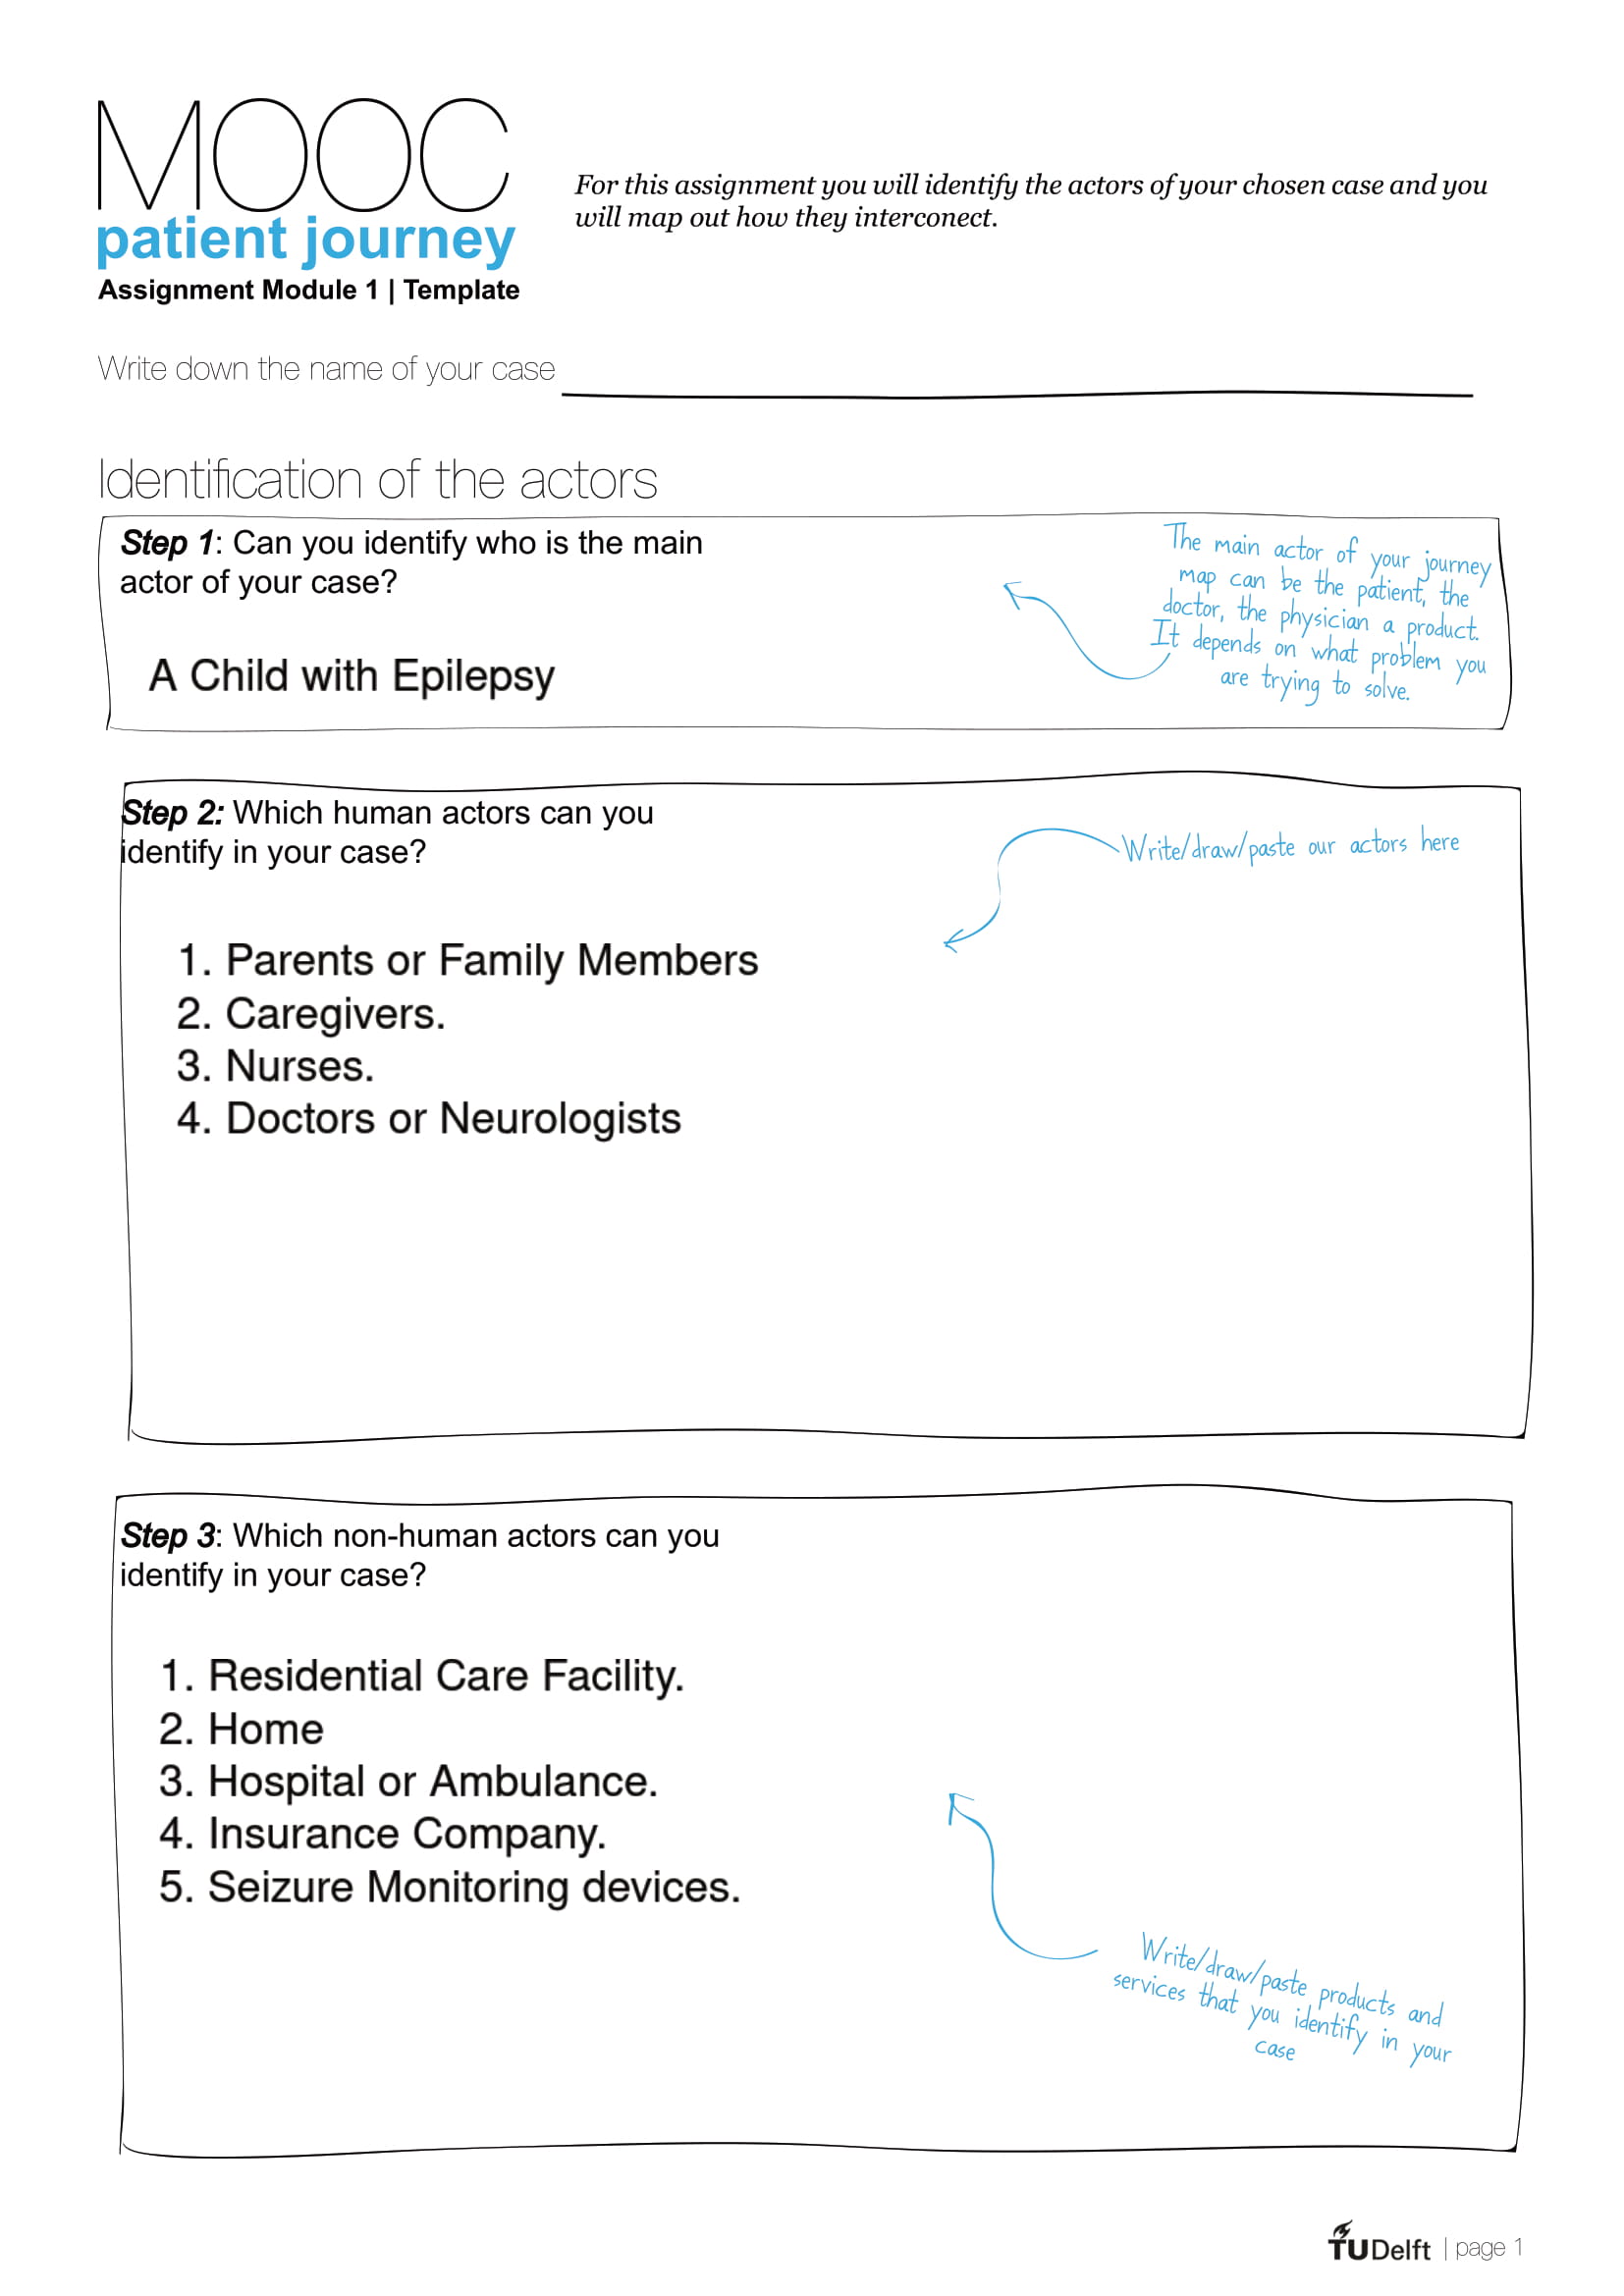 MOOC
patient journey
Assignment Module 1 | Template
For this assignment you will identify the actors of your chosen case and you
will map out how they interconect.
Write down the name of your case
Identification of the actors
Step 1: Can you identify who is the main
actor of your case?
A Child with Epilepsy
The main actor of your journey
map can be the patient, the
doctor, the physician a product.
It depends on what problem you
are trying to solve.
Step 2: Which human actors can you
identify in your case?
Write/draw/paste our actors here
1. Parents or Family Members
2. Caregivers.
3. Nurses.
4. Doctors or Neurologists
Step 3: Which non-human actors can you
identify in your case?
1. Residential Care Facility.
2. Home
3. Hospital or Ambulance.
4. Insurance Company.
5. Seizure Monitoring devices.
Write/draw/paste products and
services that you identify in your
case
TU Delft | page 1